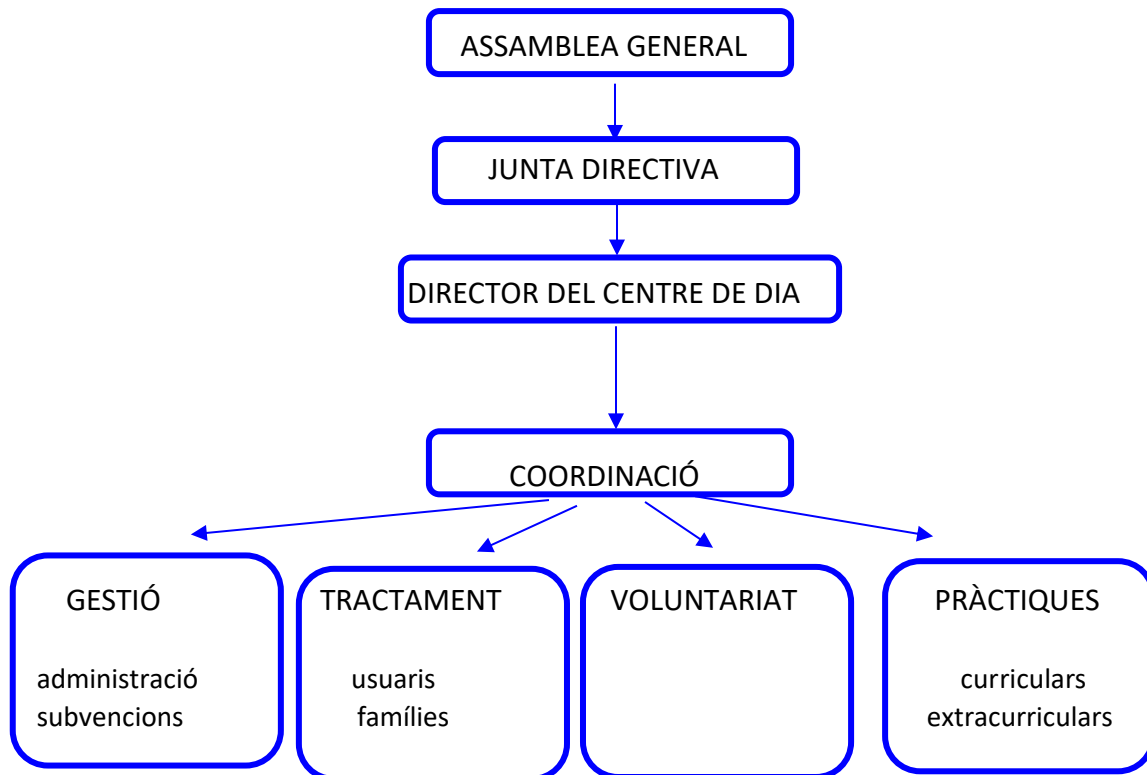 ASSAMBLEA GENERAL
JUNTA DIRECTIVA
DIRECTOR DEL CENTRE DE DIA
COORDINACIÓ
GESTIÓ
administració
subvencions
TRACTAMENT
usuaris
famílies
VOLUNTARIAT
PRÀCTIQUES
curriculars
extracurriculars